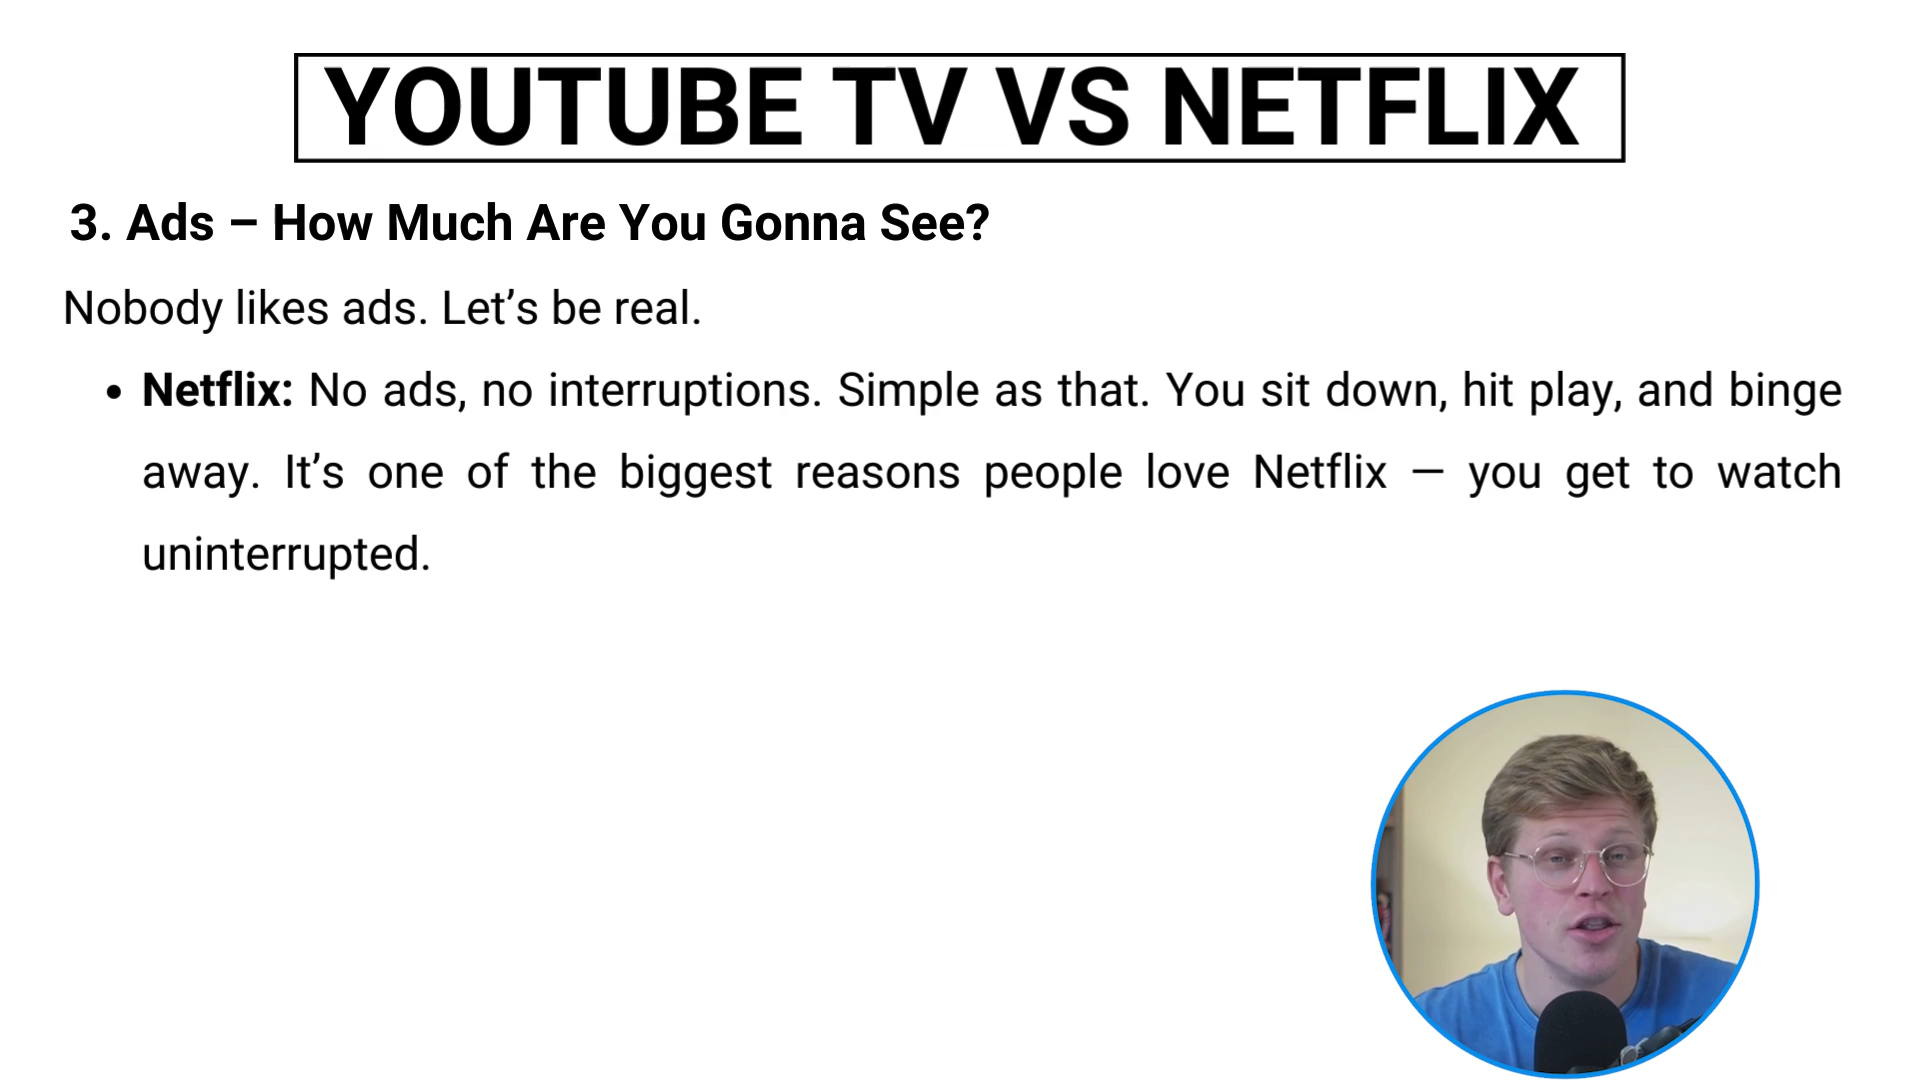 YOUTUBE TV VS NETFLIX
3. Ads – How Much Are You Gonna See?
Nobody likes ads. Let’s be real.
• Netflix: No ads, no interruptions. Simple as that. You sit down, hit play, and binge
away. It’s one of the biggest reasons people love Netflix — you get to watch
uninterrupted.